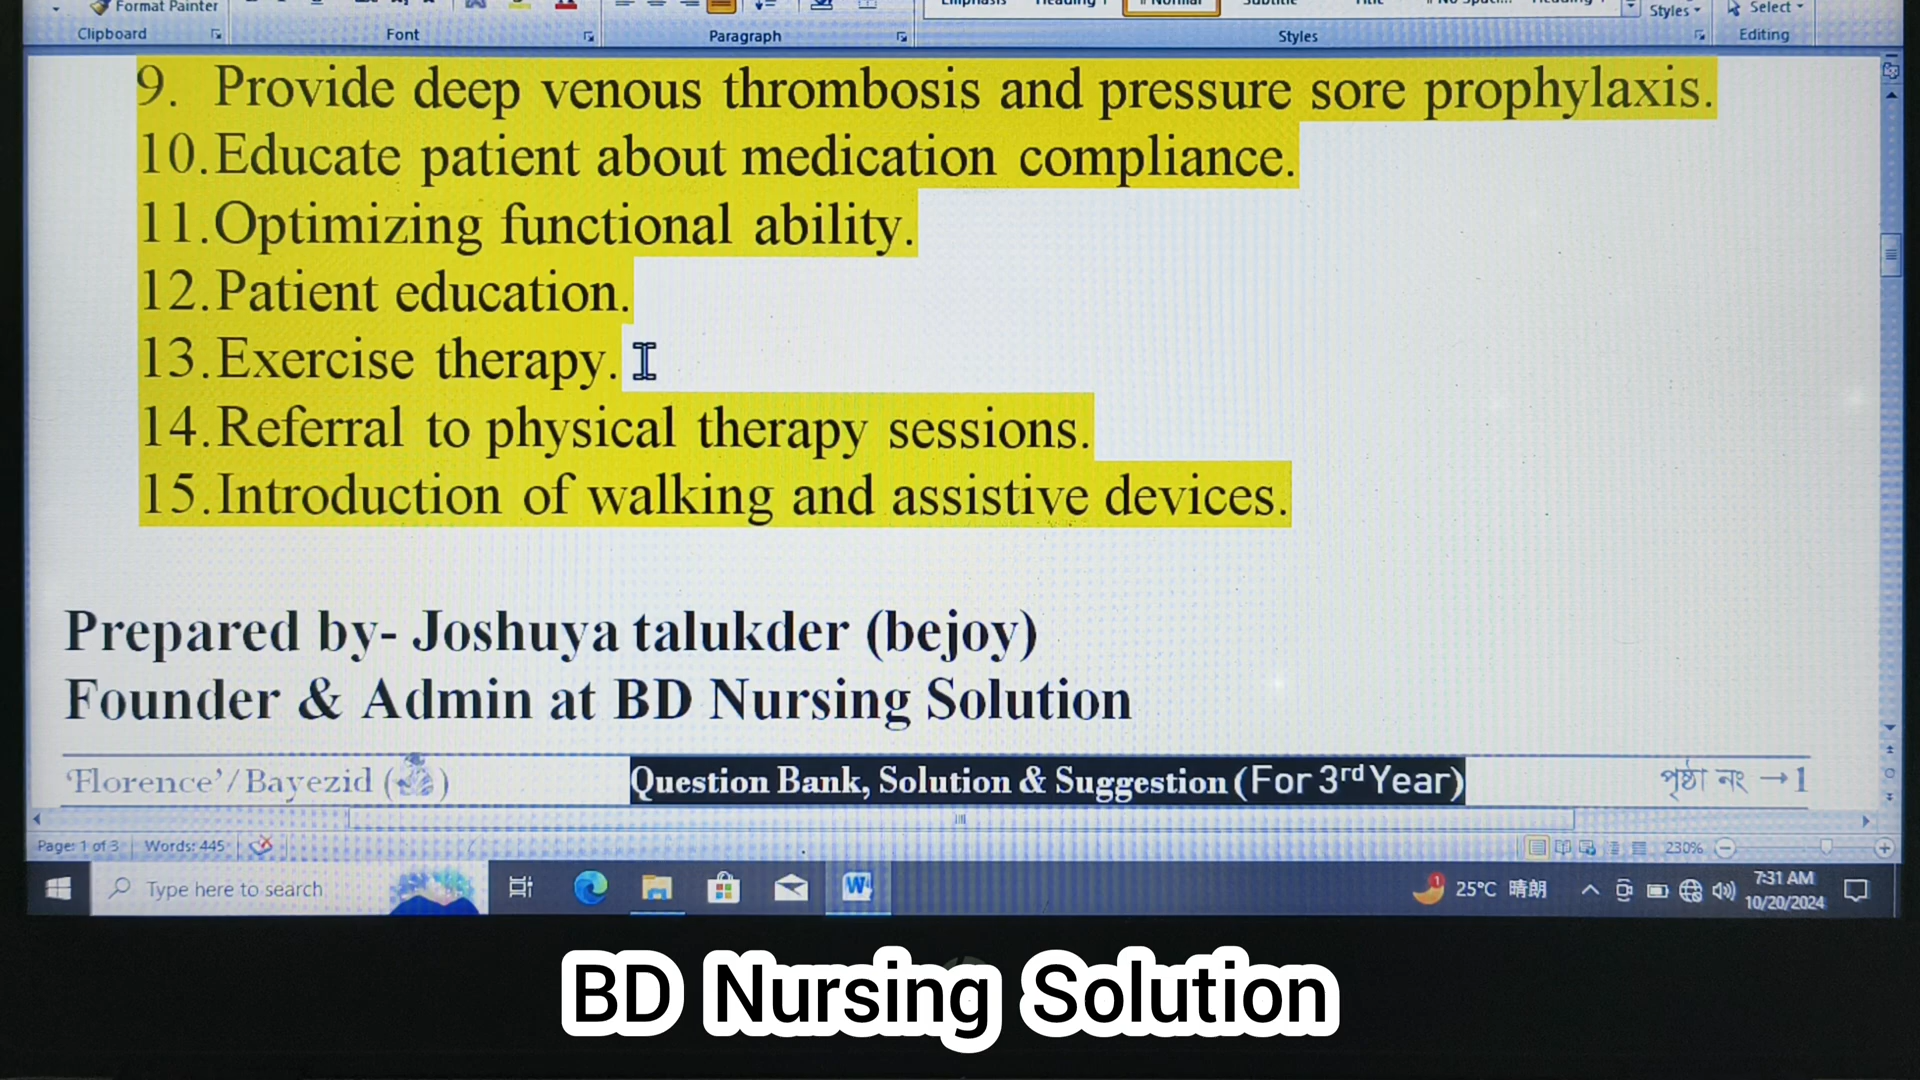 Format Painter
Clipboard Font Paragraph Styles Editing
Styles Select
9. Provide deep venous thrombosis and pressure sore prophylaxis.
10.Educate patient about medication compliance.
11.Optimizing functional ability.
12.Patient education.
13.Exercise therapy.
14.Referral to physical therapy sessions.
15.Introduction of walking and assistive devices.
Prepared by- Joshuya talukder (bejoy)
Founder & Admin at BD Nursing Solution
'Florence'/Bayezid ( ) Question Bank, Solution & Suggestion (For 3rd Year) পৃষ্ঠা নং →1
Page: 1 of 3 Words: 445 230%
Type here to search 1 25°C 晴朗 7:31 AM
10/20/2024
BD Nursing Solution